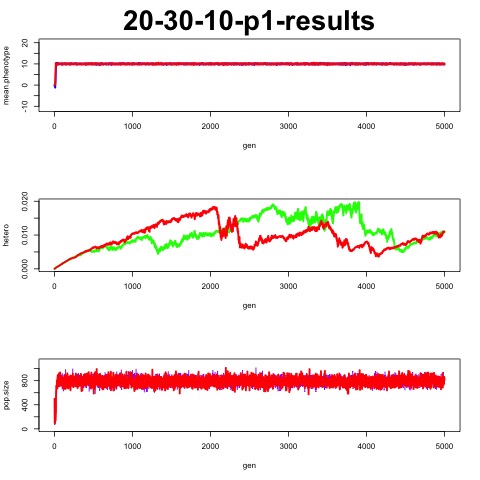 20-30-10-p1-results
mean.phenotype
20
10
0
-10
0 1000 2000 3000 4000 5000
gen
hetero
0.020
0.010
0.000
0 1000 2000 3000 4000 5000
gen
pop.size
800
400
0
0 1000 2000 3000 4000 5000
gen